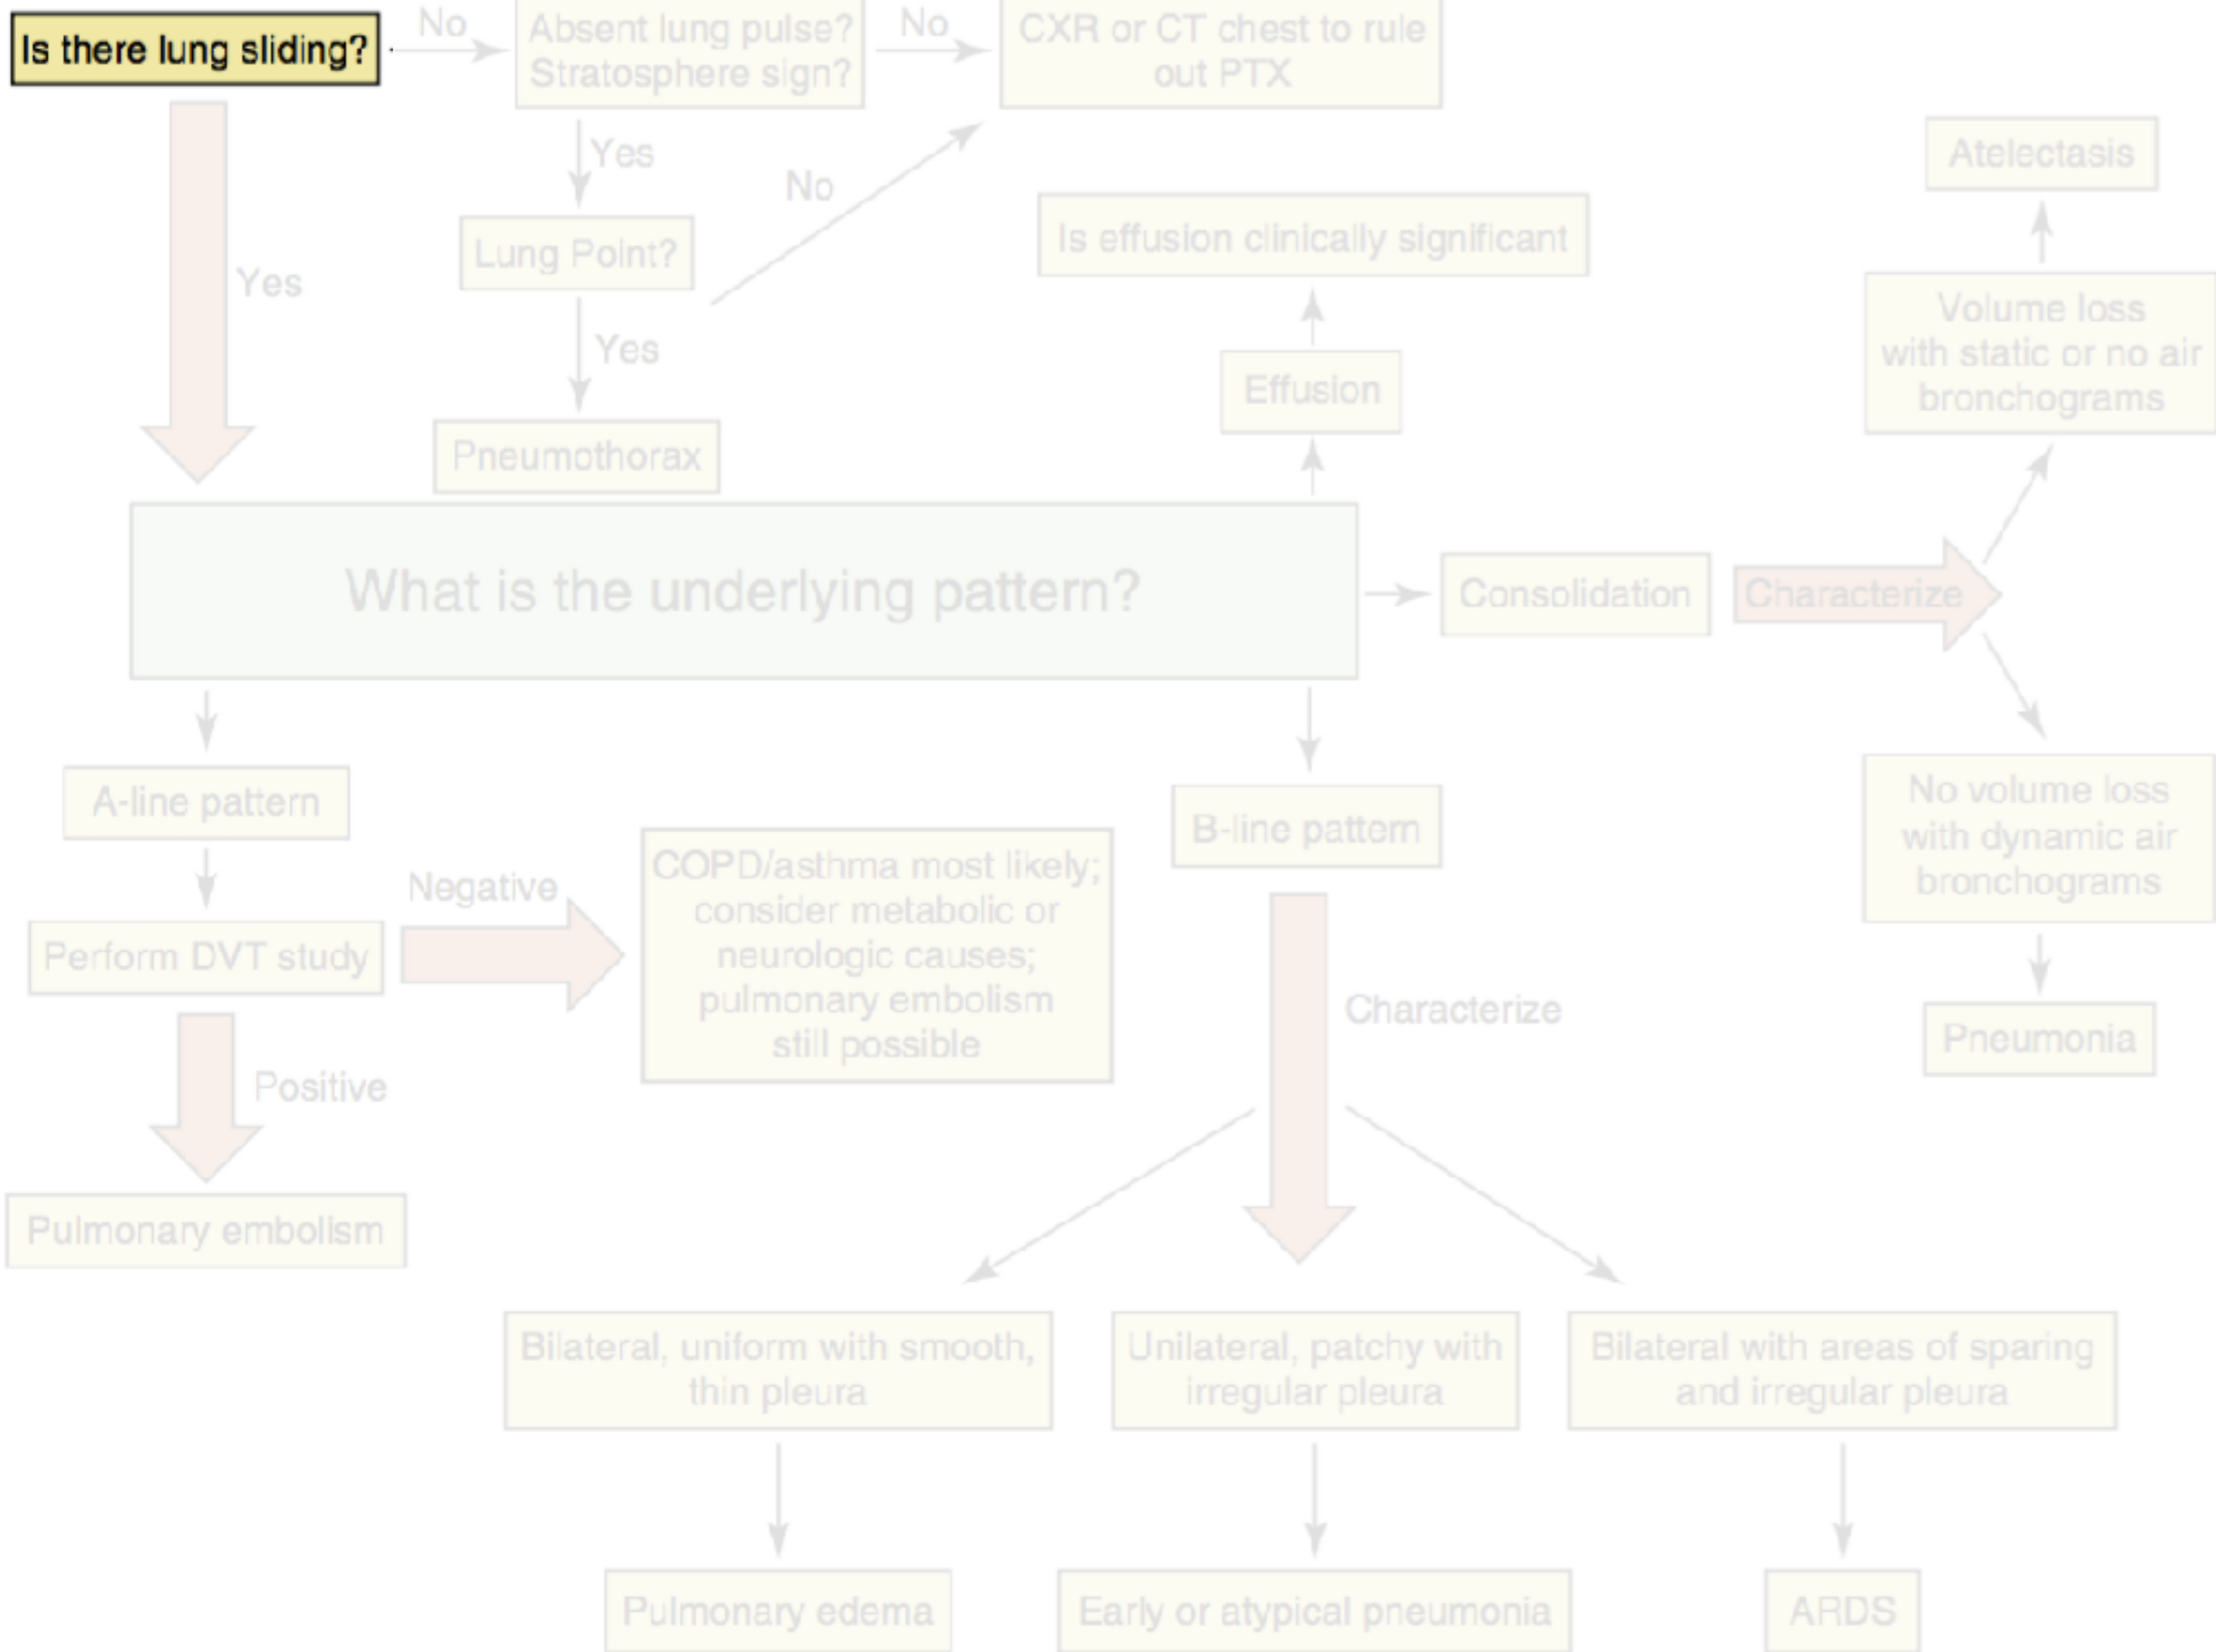 Is there lung sliding?
No
Absent lung pulse?
Stratosphere sign?
No
CXR or CT chest to rule
out PTX
Yes
Yes
No
Lung Point?
Yes
Pneumothorax
Is effusion clinically significant
Effusion
Atelectasis
Volume loss
with static or no air
bronchograms
What is the underlying pattern?
Consolidation
Characterize
No volume loss
with dynamic air
bronchograms
Pneumonia
A-line pattern
Perform DVT study
Negative
COPD/asthma most likely;
consider metabolic or
neurologic causes;
pulmonary embolism
still possible
Positive
Pulmonary embolism
B-line pattern
Characterize
Bilateral, uniform with smooth,
thin pleura
Unilateral, patchy with
irregular pleura
Bilateral with areas of sparing
and irregular pleura
Pulmonary edema
Early or atypical pneumonia
ARDS